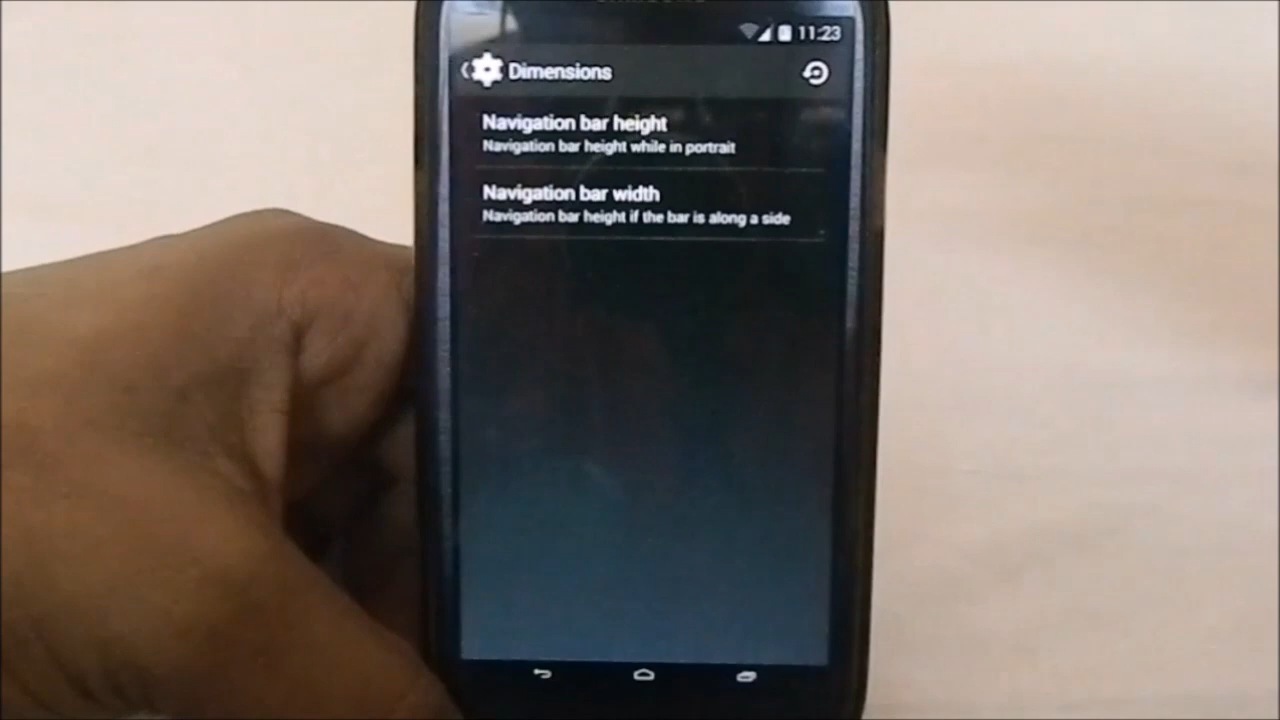 11:23
Dimensions
Navigation bar height
Navigation bar height while in portrait
Navigation bar width
Navigation bar height if the bar is along a side